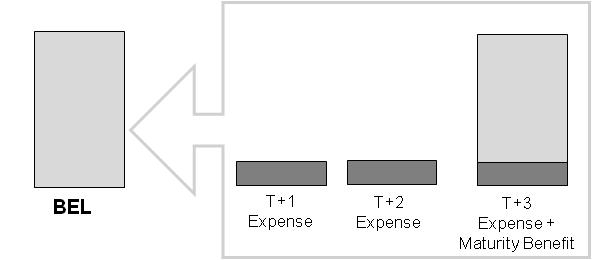 BEL
T+1
Expense
T+2
Expense
T+3
Expense +
Maturity Benefit